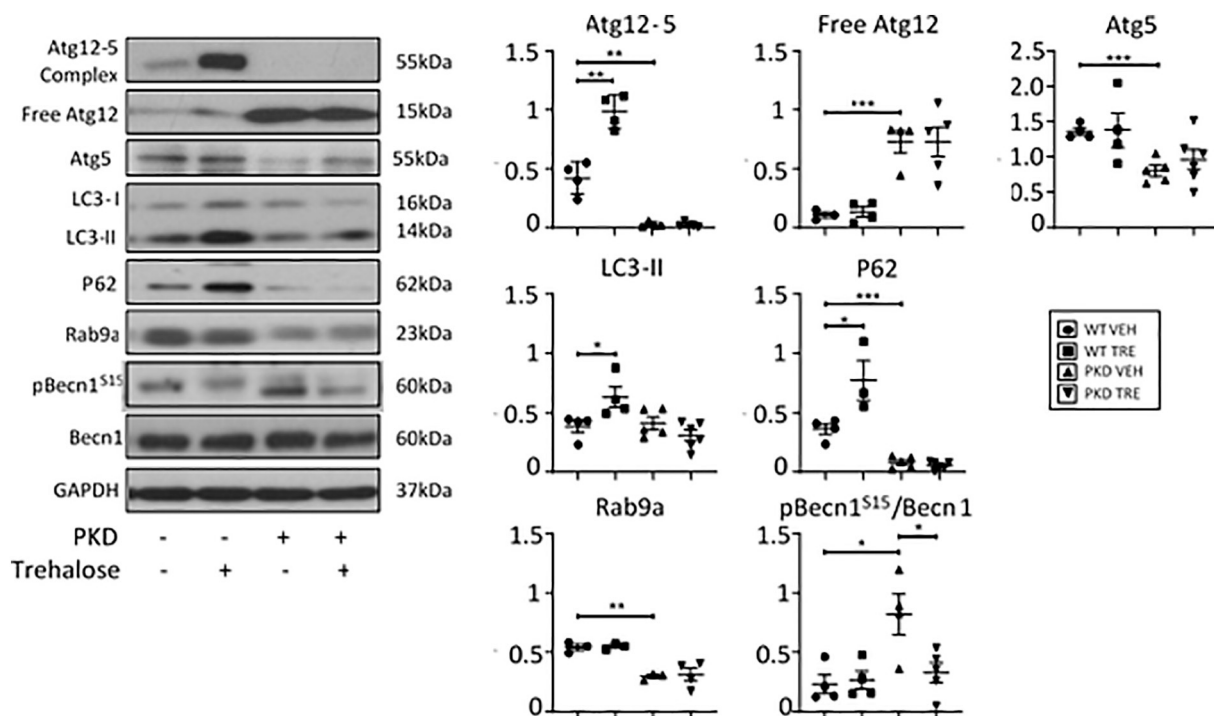 Atg12-5
Complex
55kDa
Free Atg12
15kDa
Atg5
55kDa
LC3-I
16kDa
LC3-II
14kDa
P62
62kDa
Rab9a
23kDa
pBecn1S15
60kDa
Becn1
60kDa
GAPDH
37kDa
PKD - - + +
Trehalose - + - +
Atg12-5
1.5
1
0.5
0
**
**
Free Atg12
1.5
1
0.5
0
***
Atg5
2.5
2.0
1.5
1.0
0.5
0
***
LC3-II
1.5
1
0.5
0
*
P62
1.5
1
0.5
0
***
*
WT VEH
WT TRE
PKD VEH
PKD TRE
Rab9a
1.5
1
0.5
0
**
pBecn1S15/Becn1
1.5
1
0.5
0
*
*